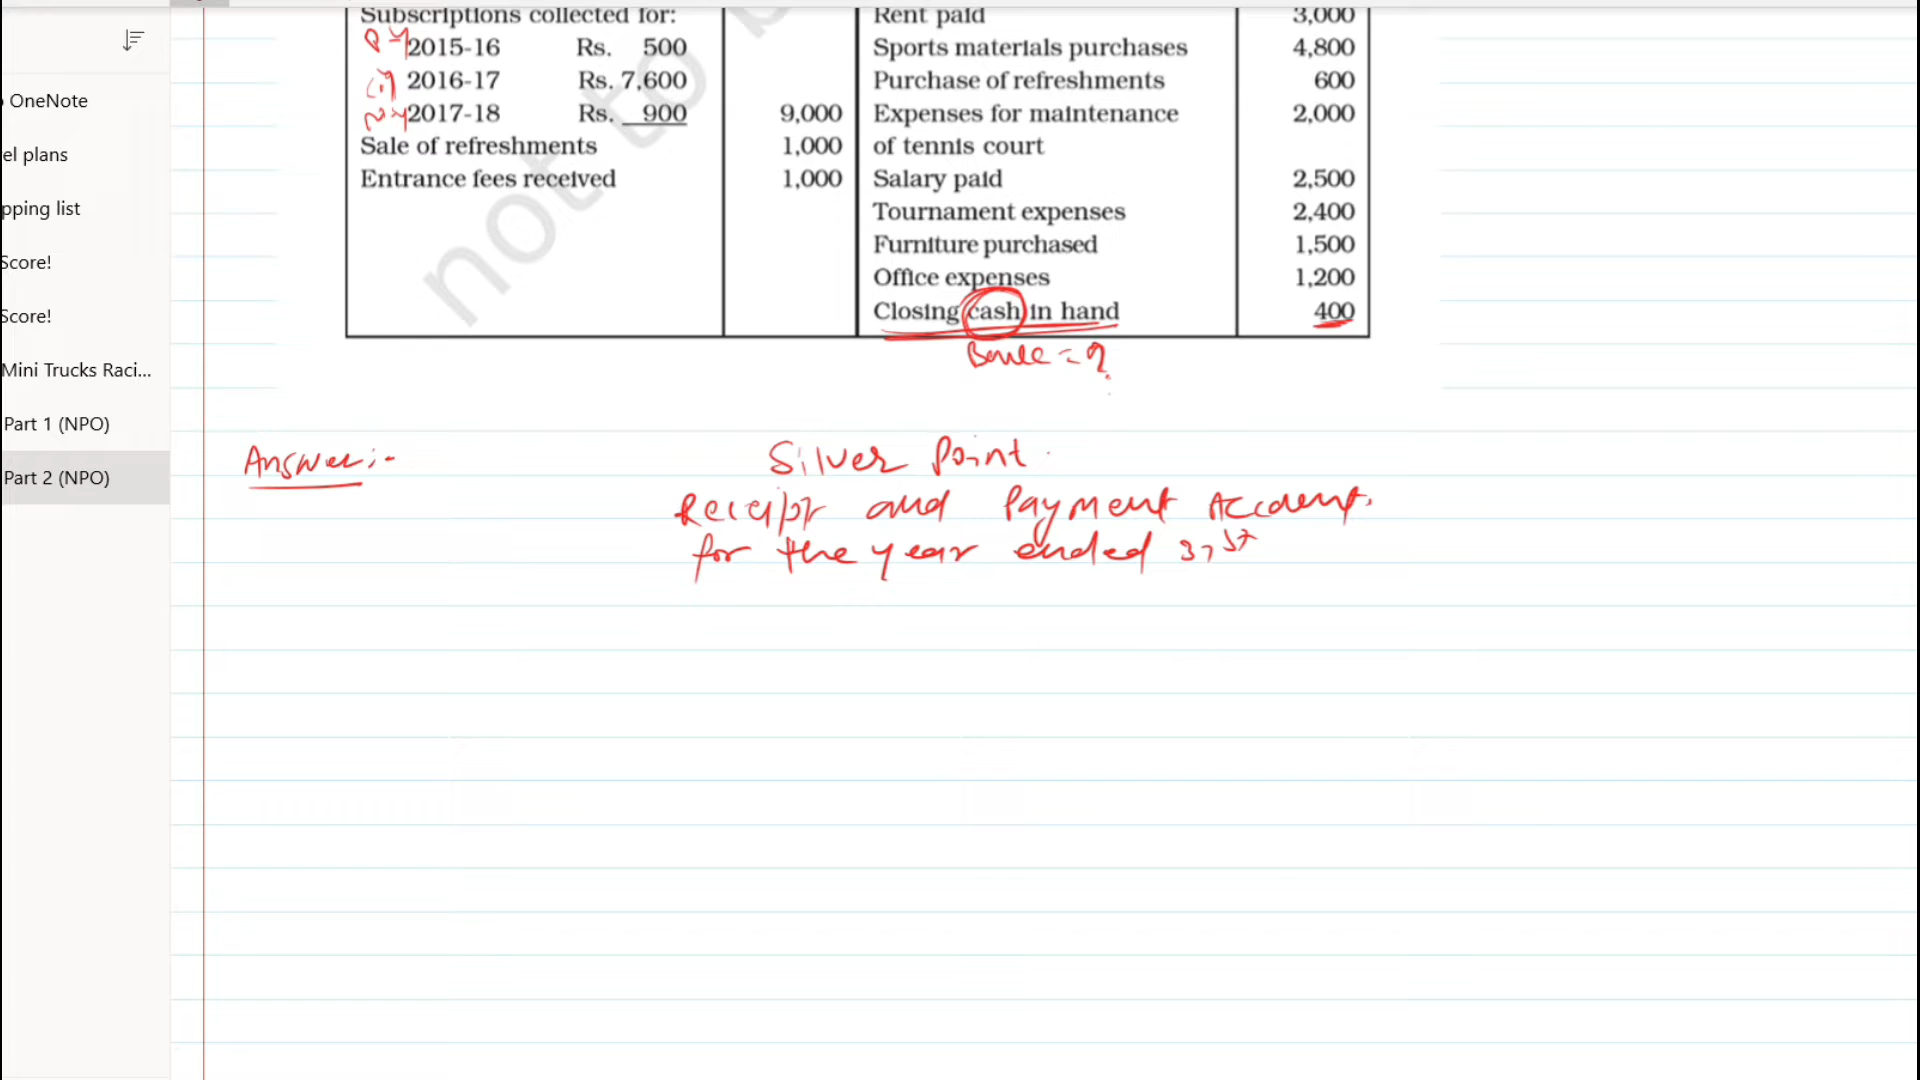 OneNote
el plans
pping list
Score!
Score!
Mini Trucks Raci...
Part 1 (NPO)
Part 2 (NPO)
Subscriptions collected for: Rent paid 3,000
PY 2015-16 Rs. 500 Sports materials purchases 4,800
CY 2016-17 Rs. 7,600 Purchase of refreshments 600
NY 2017-18 Rs. 900 9,000 Expenses for maintenance 2,000
Sale of refreshments 1,000 of tennis court
Entrance fees received 1,000 Salary paid 2,500
Tournament expenses 2,400
Furniture purchased 1,500
Office expenses 1,200
Closing cash in hand 400
= ?
not to b
Answer:-
Silver Point.
Receipt and Payment Account.
for the year ended 31st